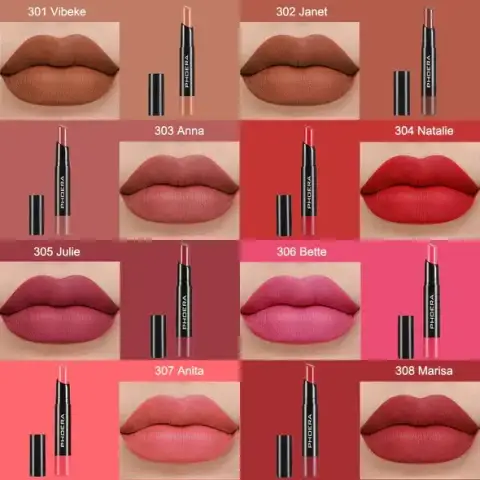 301 Vibeke
302 Janet
PHOERA
PHOERA
303 Anna
304 Natalie
PHOERA
PHOERA
305 Julie
306 Bette
PHOERA
PHOERA
307 Anita
308 Marisa
PHOERA
PHOERA